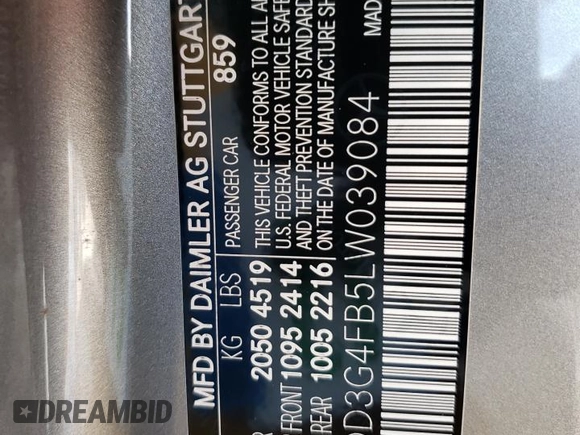 MFD BY DAIMLER AG STUTTGART
859
KG LBS PASSENGER CAR
2050 4519 THIS VEHICLE CONFORMS TO ALL
FRONT 1095 2414 U.S. FEDERAL MOTOR VEHICLE
REAR 1005 2216 AND THEFT PREVENTION STANDARD
ON THE DATE OF MANUFACTURE
D3G4FB5LW039084
MAD
DREAMBID